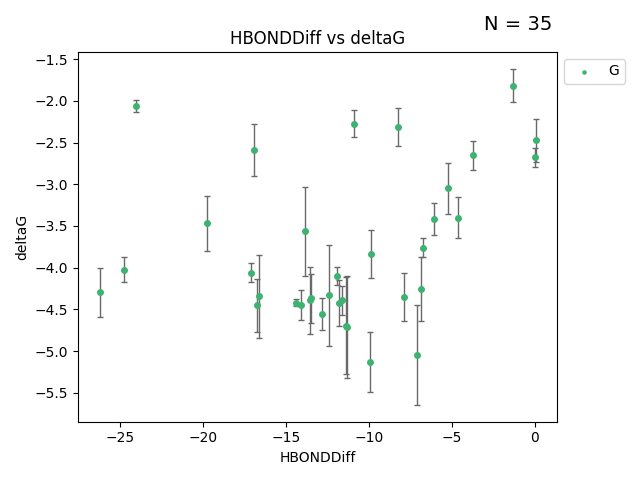 N = 35
HBONDDiff vs deltaG
G
−1.5
−2.0
−2.5
−3.0
−3.5
−4.0
−4.5
−5.0
−5.5
deltaG
−25 −20 −15 −10 −5 0
HBONDDiff